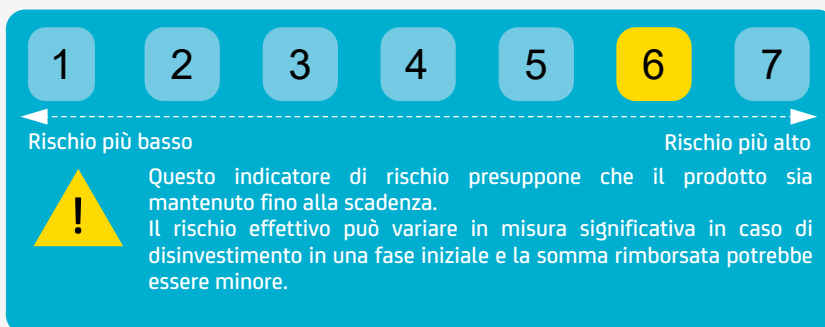 1 2 3 4 5 6 7
Rischio più basso Rischio più alto
! Questo indicatore di rischio presuppone che il prodotto sia
mantenuto fino alla scadenza.
Il rischio effettivo può variare in misura significativa in caso di
disinvestimento in una fase iniziale e la somma rimborsata potrebbe
essere minore.